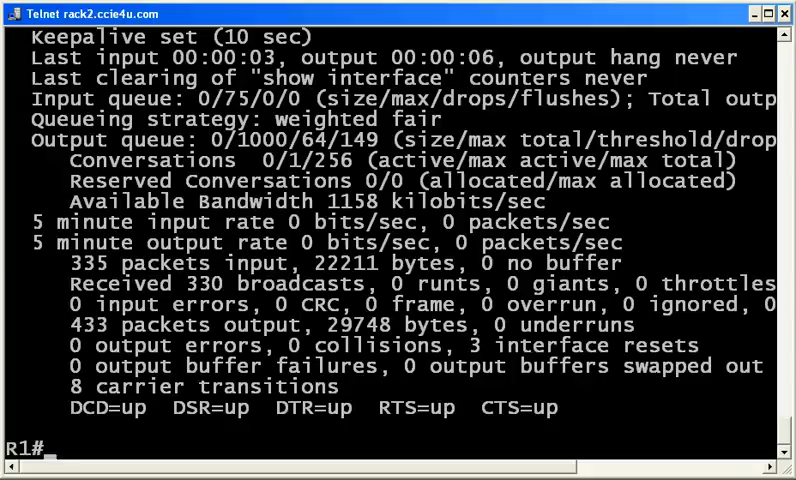 Telnet rack2.ccie4u.com
Keepalive set (10 sec)
Last input 00:00:03, output 00:00:06, output hang never
Last clearing of "show interface" counters never
Input queue: 0/75/0/0 (size/max/drops/flushes); Total outp
Queueing strategy: weighted fair
Output queue: 0/1000/64/149 (size/max total/threshold/drop
Conversations  0/1/256 (active/max active/max total)
Reserved Conversations 0/0 (allocated/max allocated)
Available Bandwidth 1158 kilobits/sec
5 minute input rate 0 bits/sec, 0 packets/sec
5 minute output rate 0 bits/sec, 0 packets/sec
335 packets input, 22211 bytes, 0 no buffer
Received 330 broadcasts, 0 runts, 0 giants, 0 throttles
0 input errors, 0 CRC, 0 frame, 0 overrun, 0 ignored, 0
433 packets output, 29748 bytes, 0 underruns
0 output errors, 0 collisions, 3 interface resets
0 output buffer failures, 0 output buffers swapped out
8 carrier transitions
DCD=up  DSR=up  DTR=up  RTS=up  CTS=up
R1#_